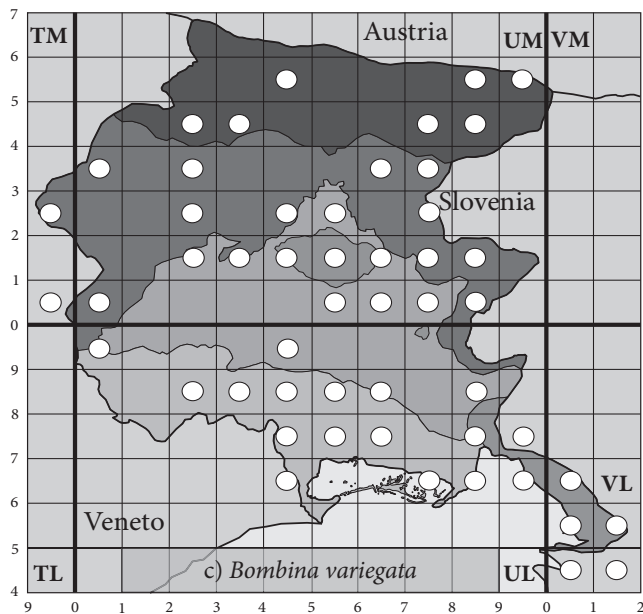 7
TM
Austria
UM VM
6
5
4
3
Slovenia
2
1
0
9
8
7
VL
6
Veneto
5
TL
c) Bombina variegata
UL
4
9 0 1 2 3 4 5 6 7 8 9 0 1